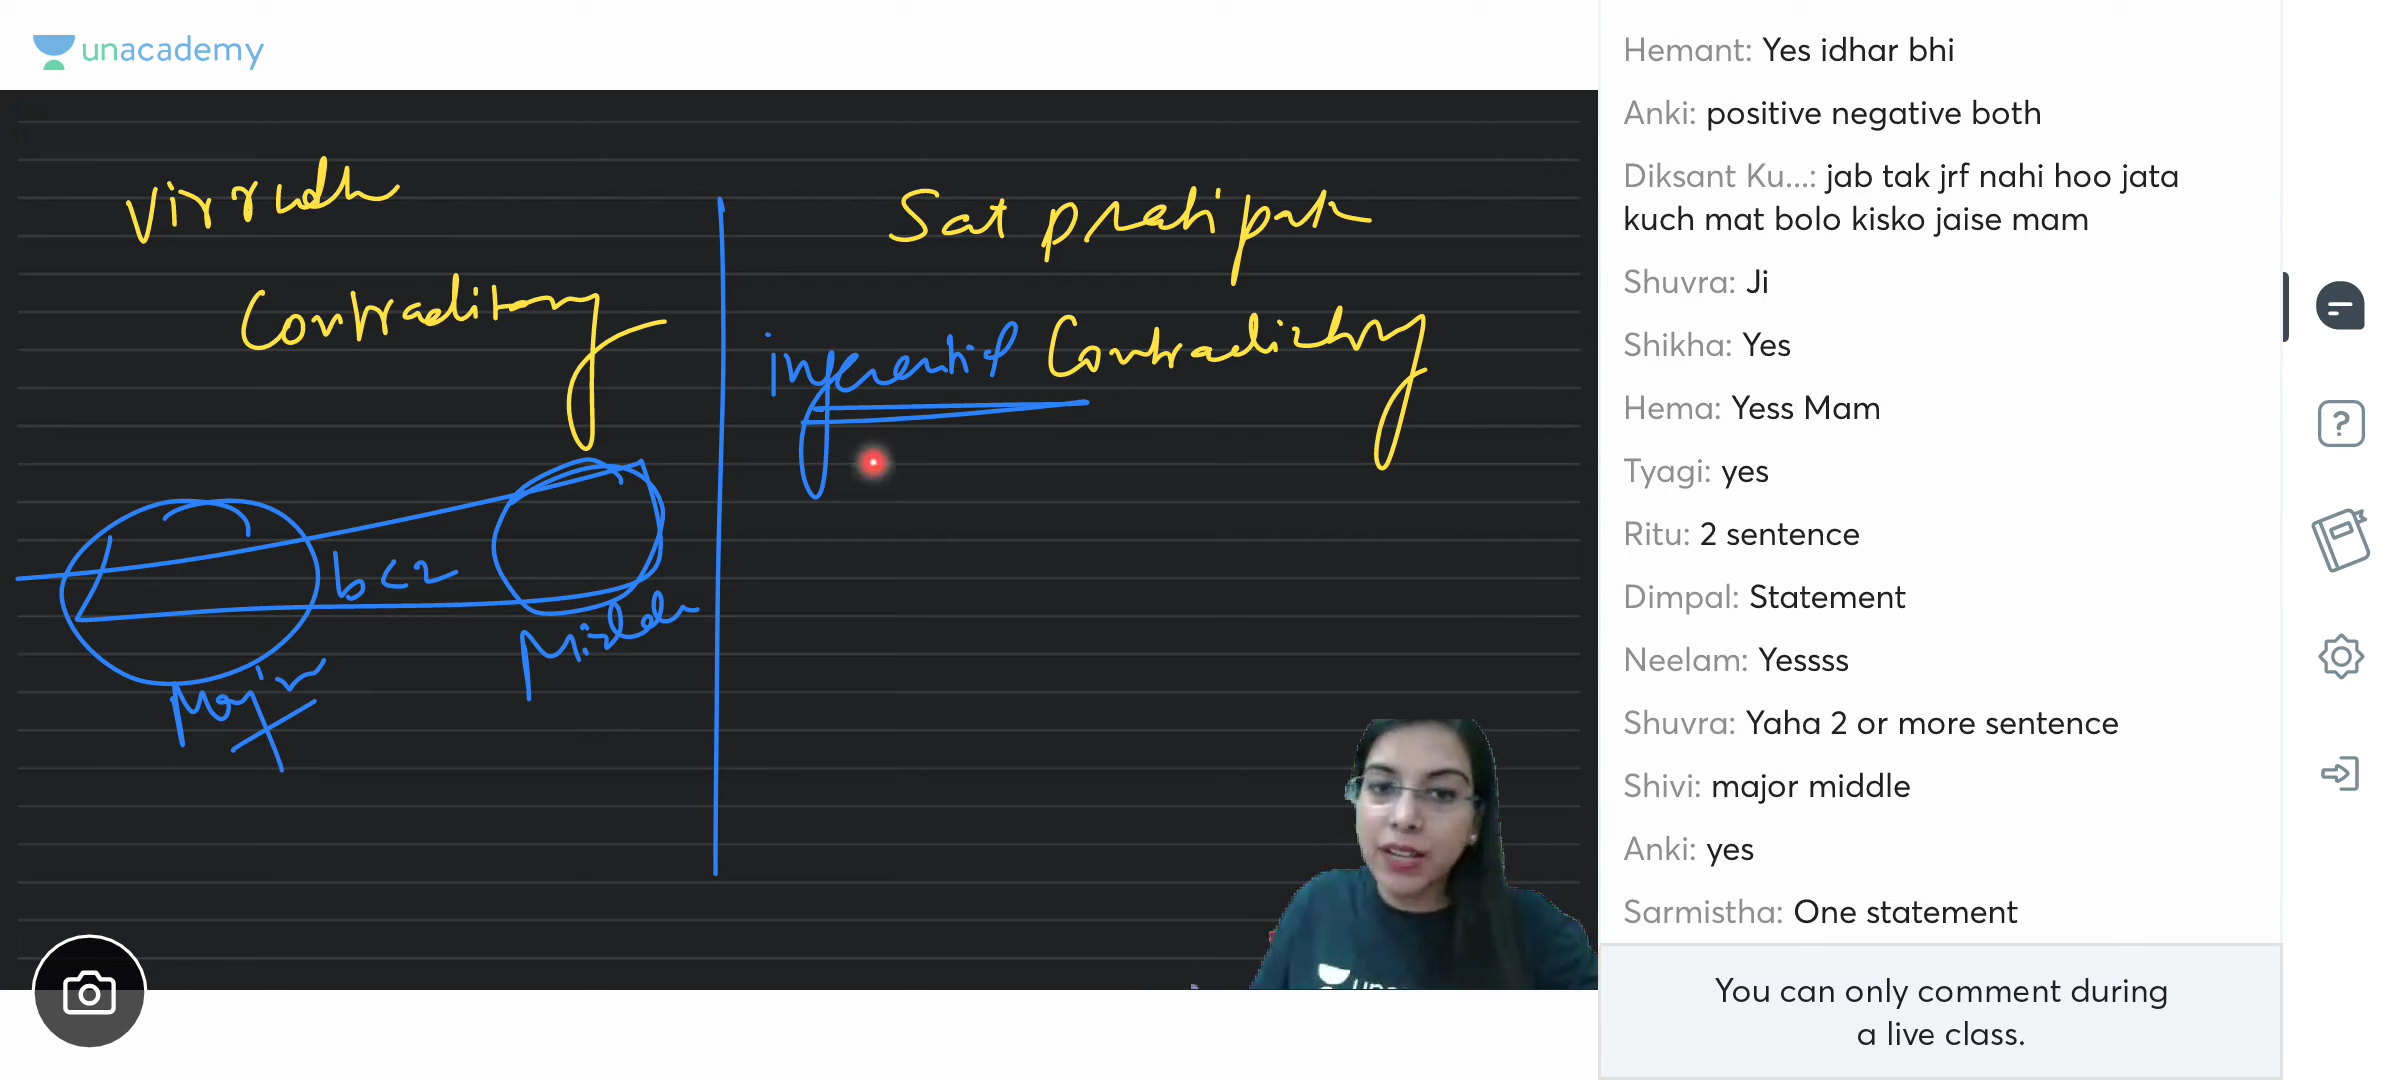 unacademy
Virrudh
Contraditory
bcz
Major
Middle
Sat pratipak
inferential Contradictory
Hemant: Yes idhar bhi
Anki: positive negative both
Diksant Ku...: jab tak jrf nahi hoo jata
kuch mat bolo kisko jaise mam
Shuvra: Ji
Shikha: Yes
Hema: Yess Mam
Tyagi: yes
Ritu: 2 sentence
Dimpal: Statement
Neelam: Yessss
Shuvra: Yaha 2 or more sentence
Shivi: major middle
Anki: yes
Sarmistha: One statement
You can only comment during
a live class.
?